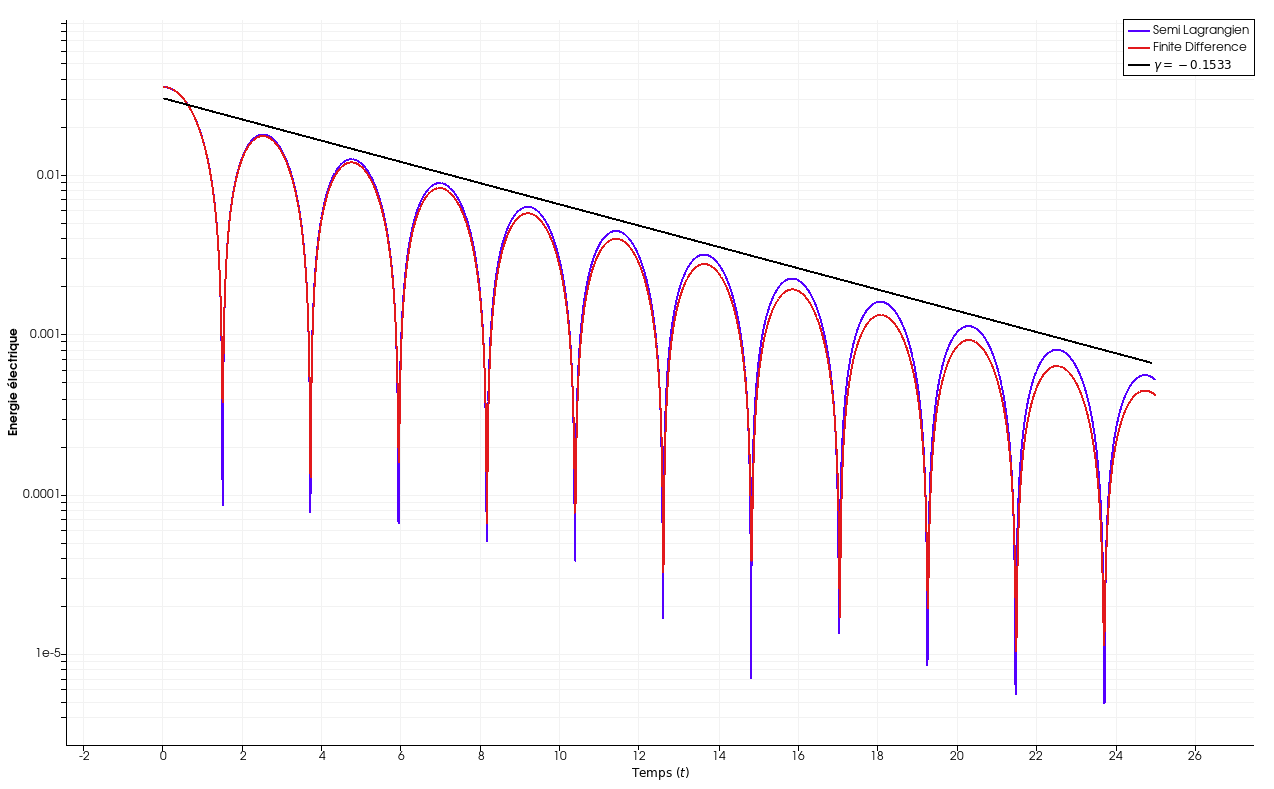 Semi Lagrangien
Finite Difference
γ = −0.1533
0.01
0.001
0.0001
1e-5
Energie électrique
-2 0 2 4 6 8 10 12 14 16 18 20 22 24 26
Temps (t)